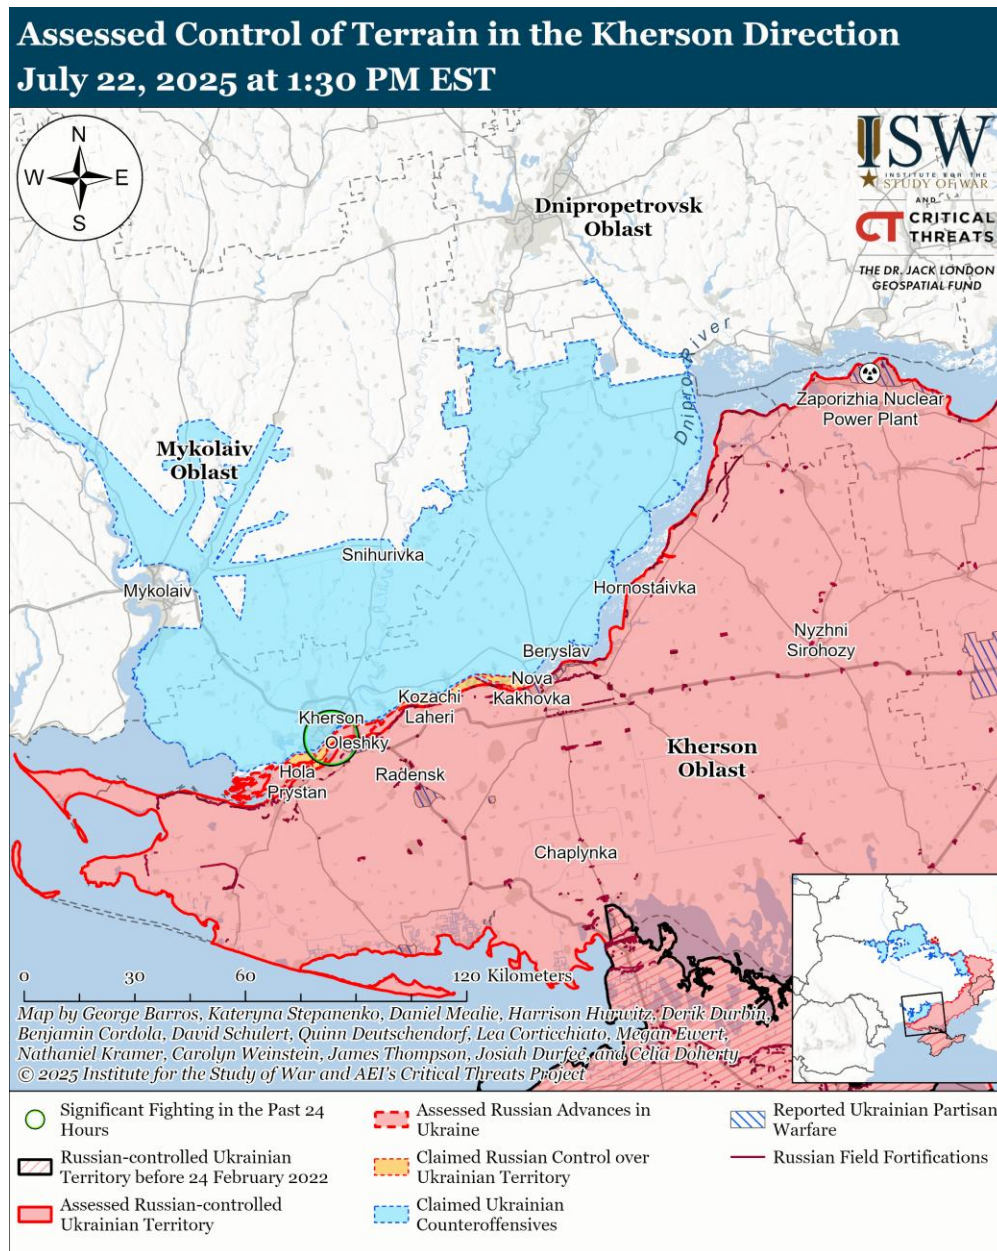 Assessed Control of Terrain in the Kherson Direction
July 22, 2025 at 1:30 PM EST
N
W
E
S
ISW
INSTITUTE FOR THE
STUDY OF WAR
AND
CT CRITICAL
THREATS
THE DR. JACK LONDON
GEOSPATIAL FUND
Dnipropetrovsk
Oblast
Dnipro River
Zaporizhia Nuclear
Power Plant
Mykolaiv
Oblast
Snihurivka
Mykolaiv
Hornostaivka
Nyzhni
Sirohozy
Beryslav
Nova
Kakhovka
Kozachi
Laheri
Kherson
Oleshky
Kherson
Oblast
Hola
Prystan
Radensk
Chaplynka
0 30 60 120 Kilometers
Map by George Barros, Kateryna Stepanenko, Daniel Mealie, Harrison Hurwitz, Derik Durbin,
Benjamin Cordola, David Schulert, Quinn Deutschendorf, Lea Corticchiato, Megan Ewert,
Nathaniel Kramer, Carolyn Weinstein, James Thompson, Josiah Durfee, and Celia Doherty
© 2025 Institute for the Study of War and AEI's Critical Threats Project
Significant Fighting in the Past 24
Hours
Russian-controlled Ukrainian
Territory before 24 February 2022
Assessed Russian-controlled
Ukrainian Territory
Assessed Russian Advances in
Ukraine
Claimed Russian Control over
Ukrainian Territory
Claimed Ukrainian
Counteroffensives
Reported Ukrainian Partisan
Warfare
Russian Field Fortifications